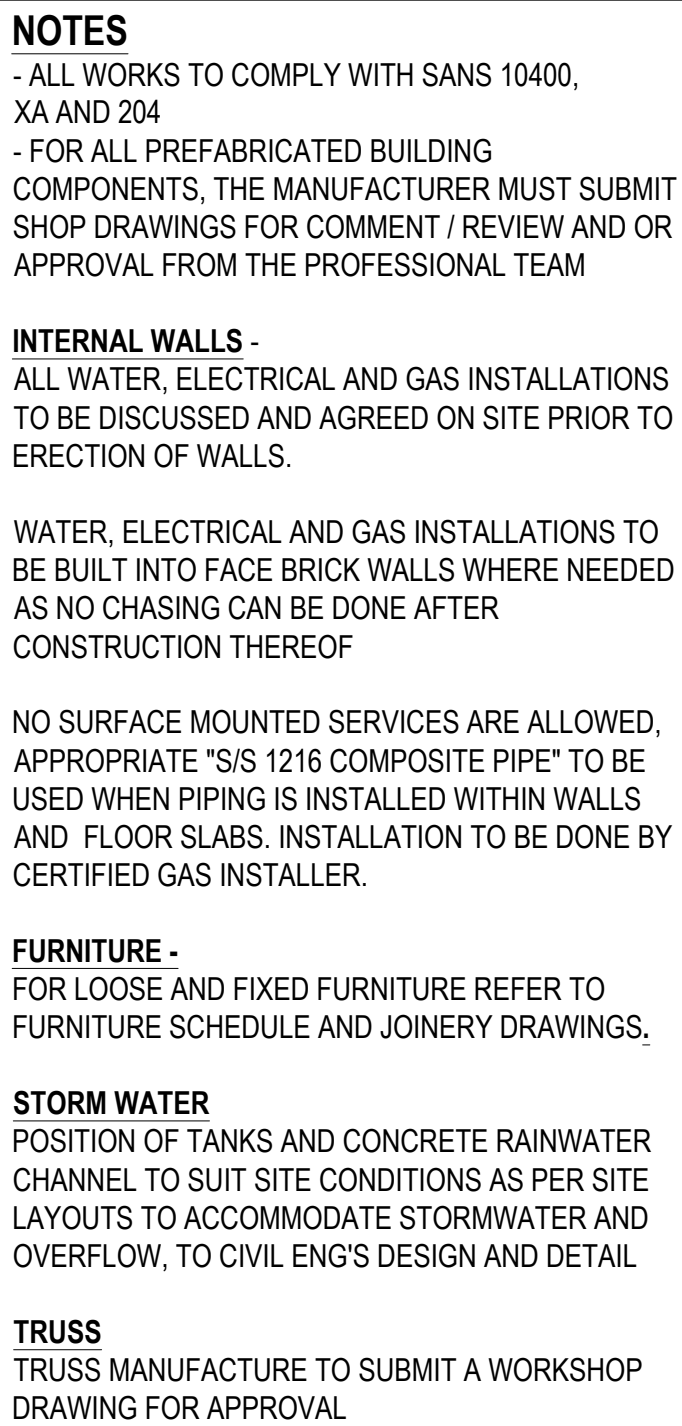 NOTES
- ALL WORKS TO COMPLY WITH SANS 10400,
XA AND 204
- FOR ALL PREFABRICATED BUILDING
COMPONENTS, THE MANUFACTURER MUST SUBMIT
SHOP DRAWINGS FOR COMMENT / REVIEW AND OR
APPROVAL FROM THE PROFESSIONAL TEAM
INTERNAL WALLS -
ALL WATER, ELECTRICAL AND GAS INSTALLATIONS
TO BE DISCUSSED AND AGREED ON SITE PRIOR TO
ERECTION OF WALLS.
WATER, ELECTRICAL AND GAS INSTALLATIONS TO
BE BUILT INTO FACE BRICK WALLS WHERE NEEDED
AS NO CHASING CAN BE DONE AFTER
CONSTRUCTION THEREOF
NO SURFACE MOUNTED SERVICES ARE ALLOWED,
APPROPRIATE "S/S 1216 COMPOSITE PIPE" TO BE
USED WHEN PIPING IS INSTALLED WITHIN WALLS
AND  FLOOR SLABS. INSTALLATION TO BE DONE BY
CERTIFIED GAS INSTALLER.
FURNITURE -
FOR LOOSE AND FIXED FURNITURE REFER TO
FURNITURE SCHEDULE AND JOINERY DRAWINGS.
STORM WATER
POSITION OF TANKS AND CONCRETE RAINWATER
CHANNEL TO SUIT SITE CONDITIONS AS PER SITE
LAYOUTS TO ACCOMMODATE STORMWATER AND
OVERFLOW, TO CIVIL ENG'S DESIGN AND DETAIL
TRUSS
TRUSS MANUFACTURE TO SUBMIT A WORKSHOP
DRAWING FOR APPROVAL